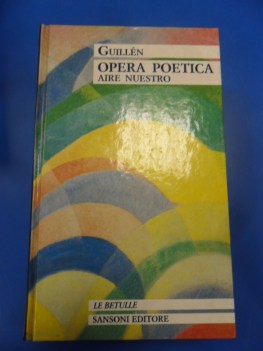 GUILLÉN
OPERA POETICA
AIRE NUESTRO
LE BETULLE
SANSONI EDITORE